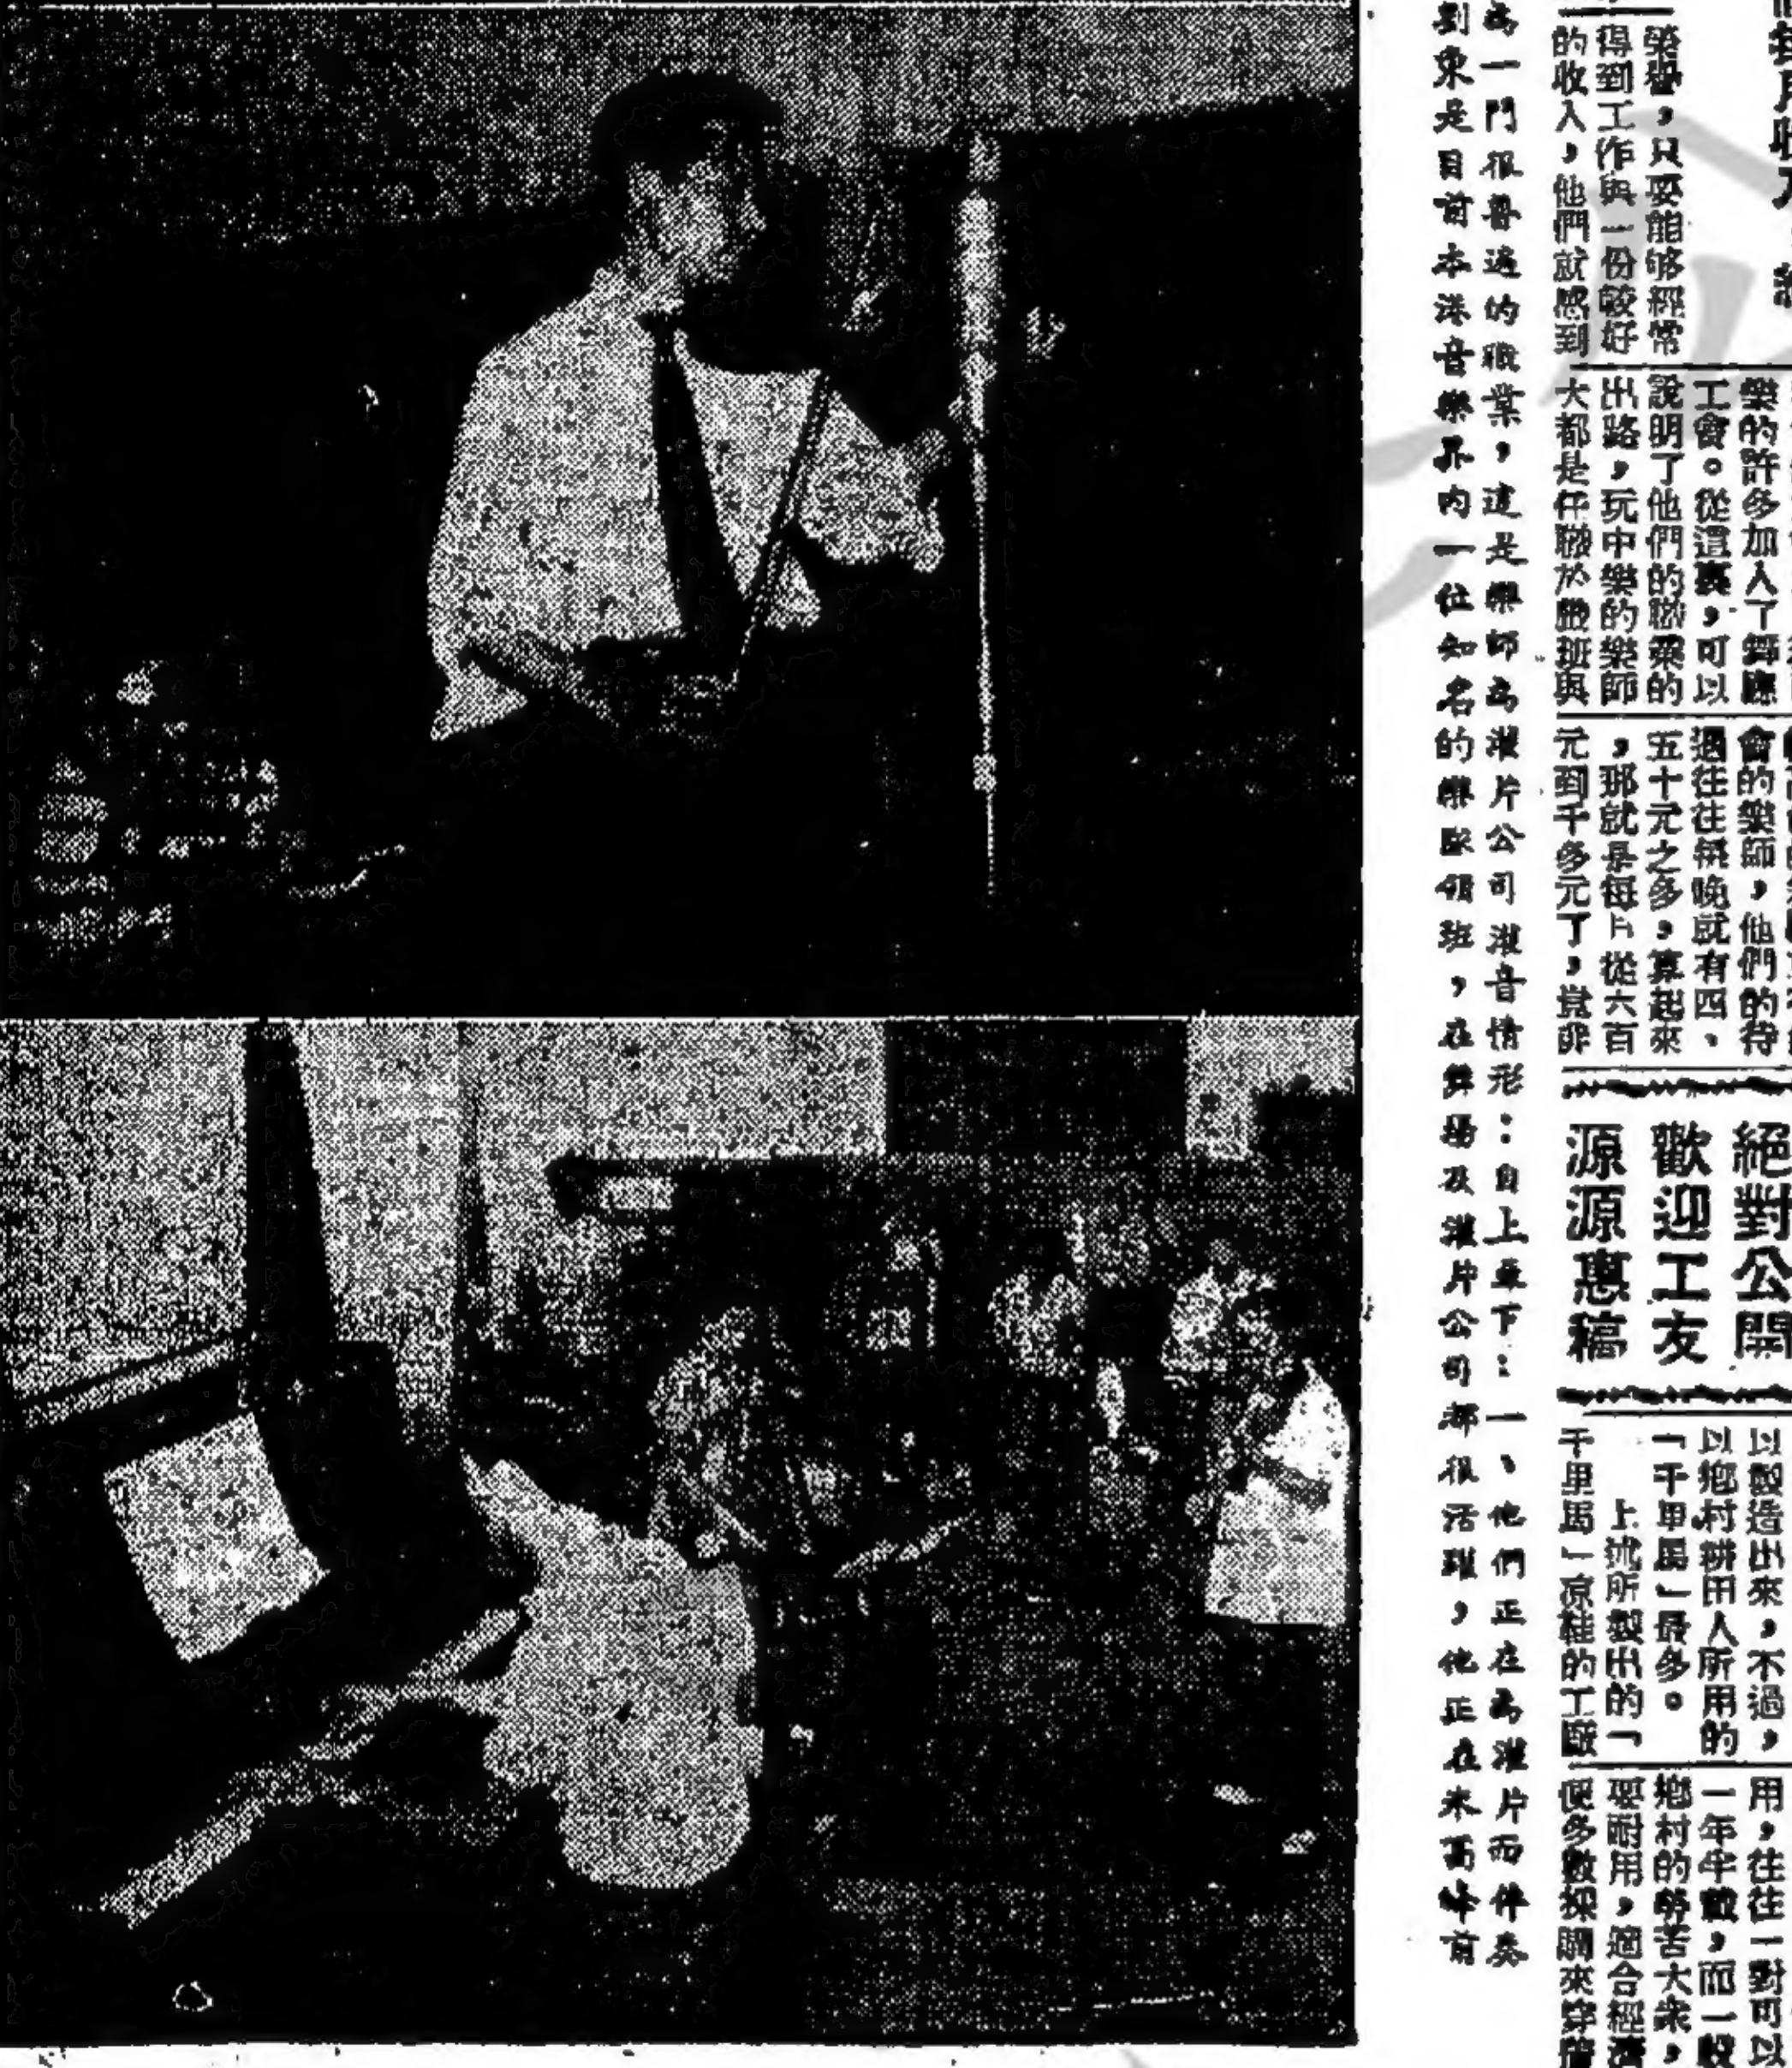 榮譽，只要能够經常
得到工作與一份較好
的收入，他們就感到
樂的許多加入了舞廳
工會。從這裏，可以
說明了他們的職業的
出路，玩中樂的樂師
大都是任職於戲班與
會的樂師，他們的待
遇往往每晚就有四、
五十元之多，算起來
，那就是每月從六百
元到千多元了，豈非
絕對公開
歡迎工友
源源惠稿
以製造出來，不過，
以鄉村耕田人所用的
「千里馬」最多。
上述所製出的「
千里馬」凉鞋的工廠
用，往往一對可以
一年半載，而一般
鄉村的勞苦大衆，
要耐用，適合經濟
便多數採購來穿着
為一門很普遍的職業，這是樂師為灌片公司灌音情形：自上至下：一、他們正在為灌片而伴奏
劉東是目前本港音樂界內一位知名的樂隊領班，在舞場及灌片公司都很活躍，他正在米高峰前